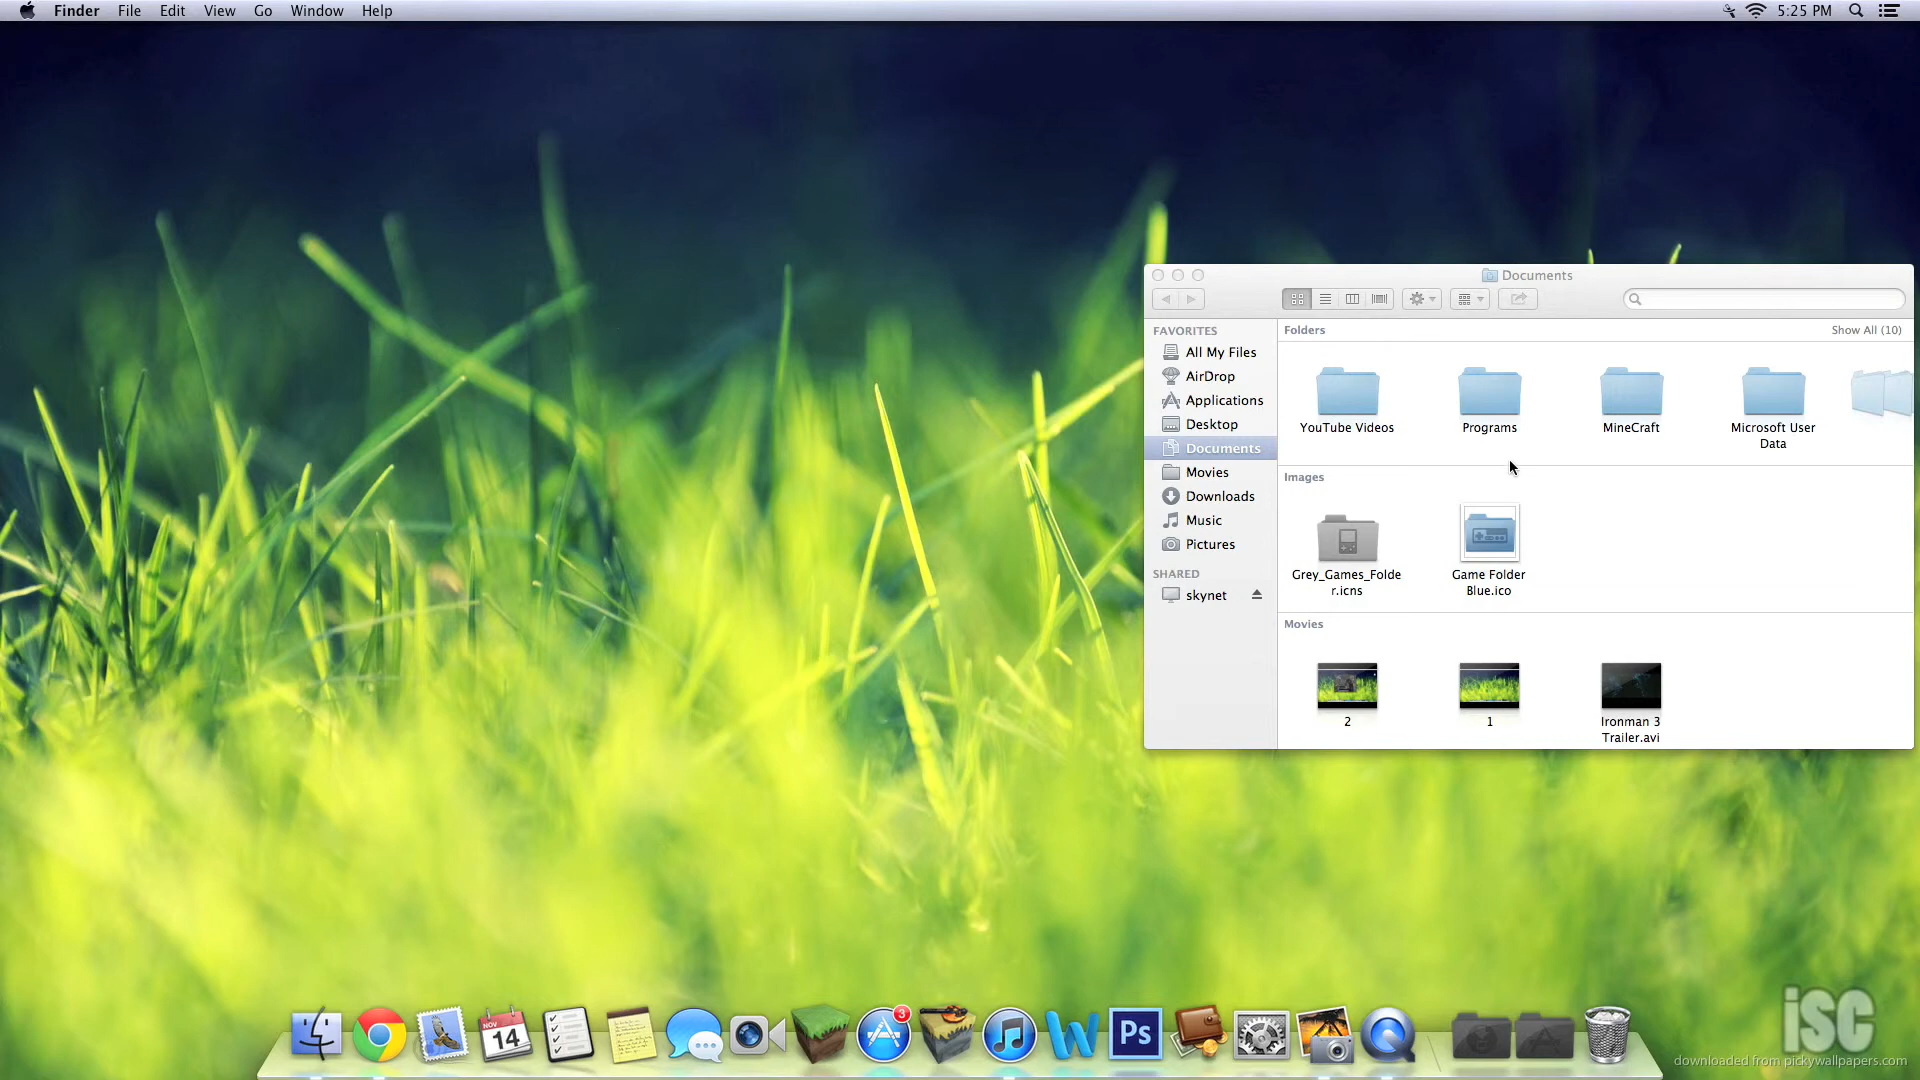 Finder File Edit View Go Window Help
5:25 PM
Documents
FAVORITES
All My Files
AirDrop
Applications
Desktop
Documents
Movies
Downloads
Music
Pictures
SHARED
skynet
Folders
Show All (10)
YouTube Videos
Programs
MineCraft
Microsoft User
Data
Images
Grey_Games_Folde
r.icns
Game Folder
Blue.ico
Movies
2
1
Ironman 3
Trailer.avi
NOV
14
3
W
Ps
isc
downloaded from pickywallpapers.com